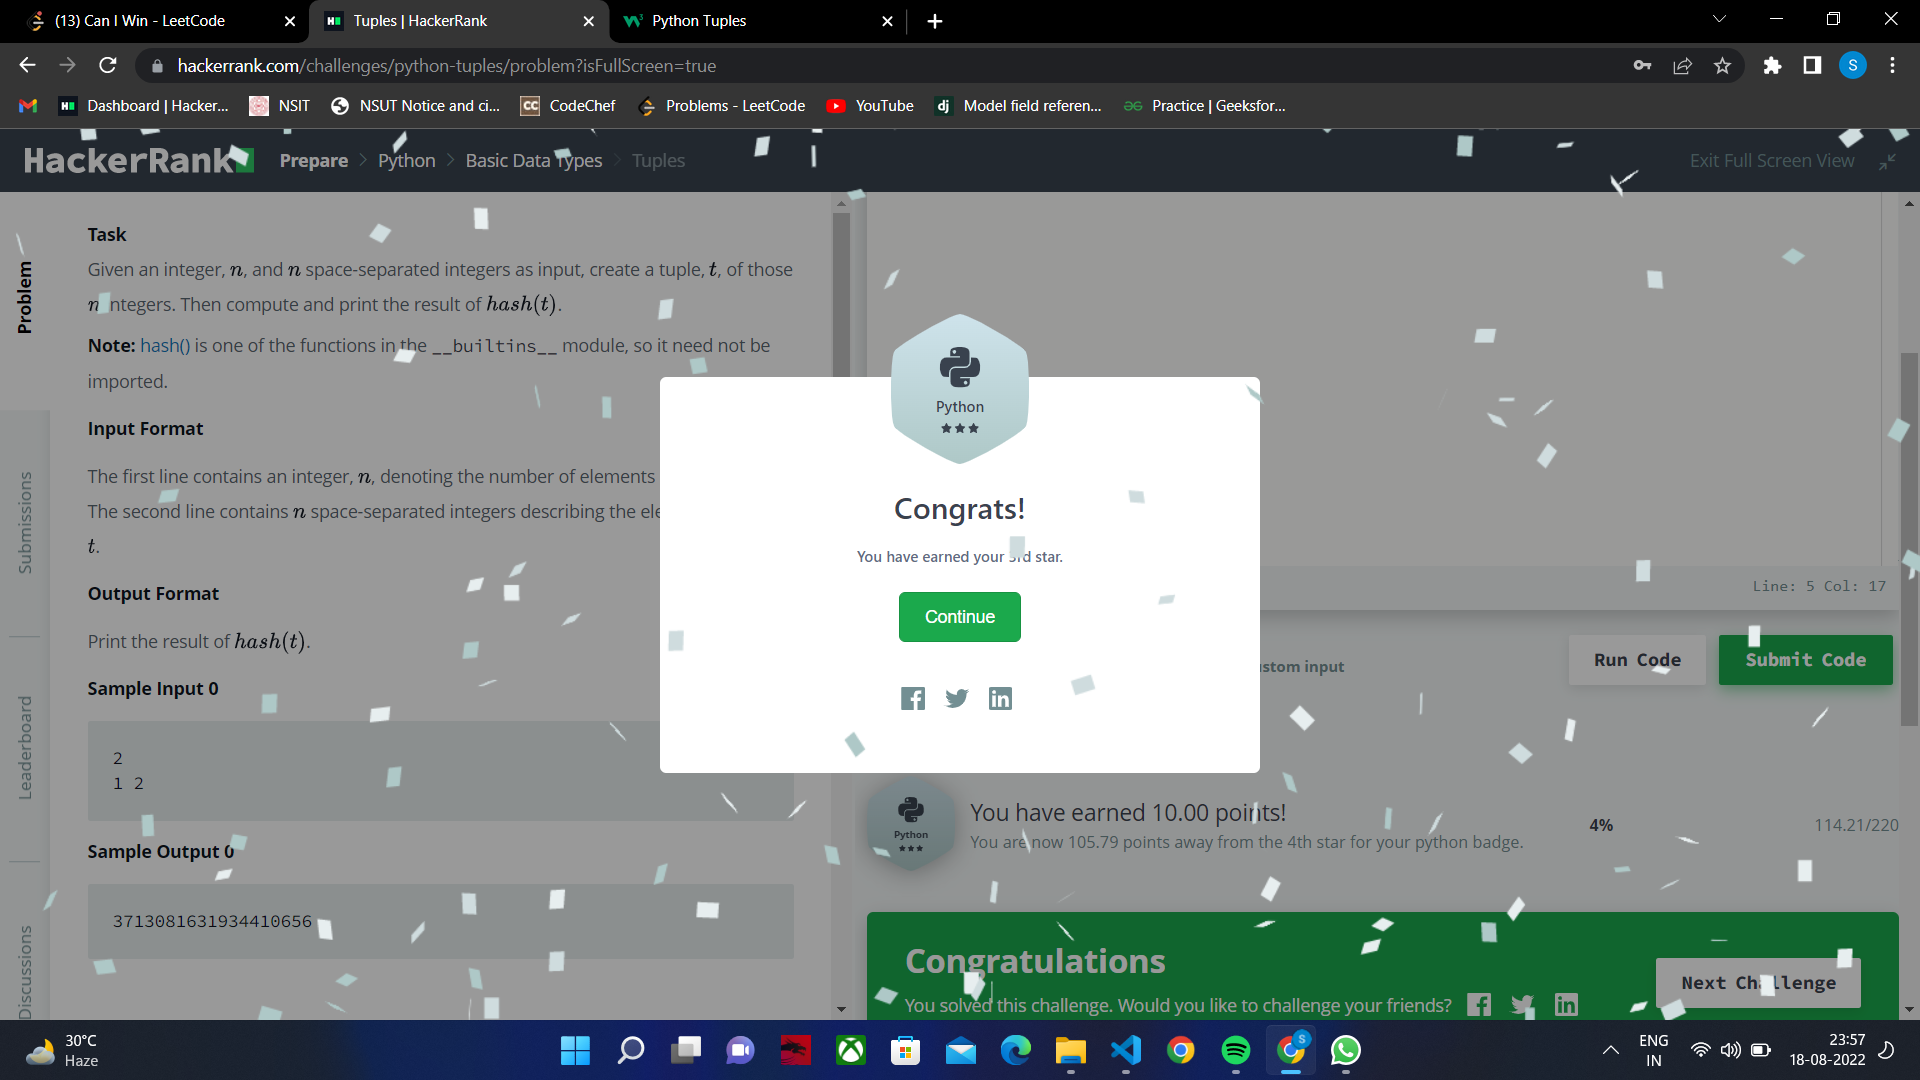 (13) Can I Win - LeetCode
Tuples | HackerRank
Python Tuples
hackerrank.com/challenges/python-tuples/problem?isFullScreen=true
S
Dashboard | Hacker...
NSIT
NSUT Notice and ci...
CC CodeChef
Problems - LeetCode
YouTube
dj Model field referen...
Practice | Geeksfor...
HackerRank
Prepare > Python > Basic Data Types > Tuples
Exit Full Screen View
Problem
Submissions
Leaderboard
Discussions
Task
Given an integer, n, and n space-separated integers as input, create a tuple, t, of those
n integers. Then compute and print the result of hash(t).
Note: hash() is one of the functions in the __builtins__ module, so it need not be
imported.
Input Format
The first line contains an integer, n, denoting the number of elements
The second line contains n space-separated integers describing the ele
t.
Output Format
Print the result of hash(t).
Sample Input 0
2
1 2
Sample Output 0
3713081631934410656
Python
Congrats!
You have earned your 3rd star.
Continue
Line: 5 Col: 17
stom input
Run Code
Submit Code
Python
You have earned 10.00 points!
You are now 105.79 points away from the 4th star for your python badge.
4%
114.21/220
Congratulations
You solved this challenge. Would you like to challenge your friends?
Next Challenge
30°C
Haze
S
ENG
IN
23:57
18-08-2022